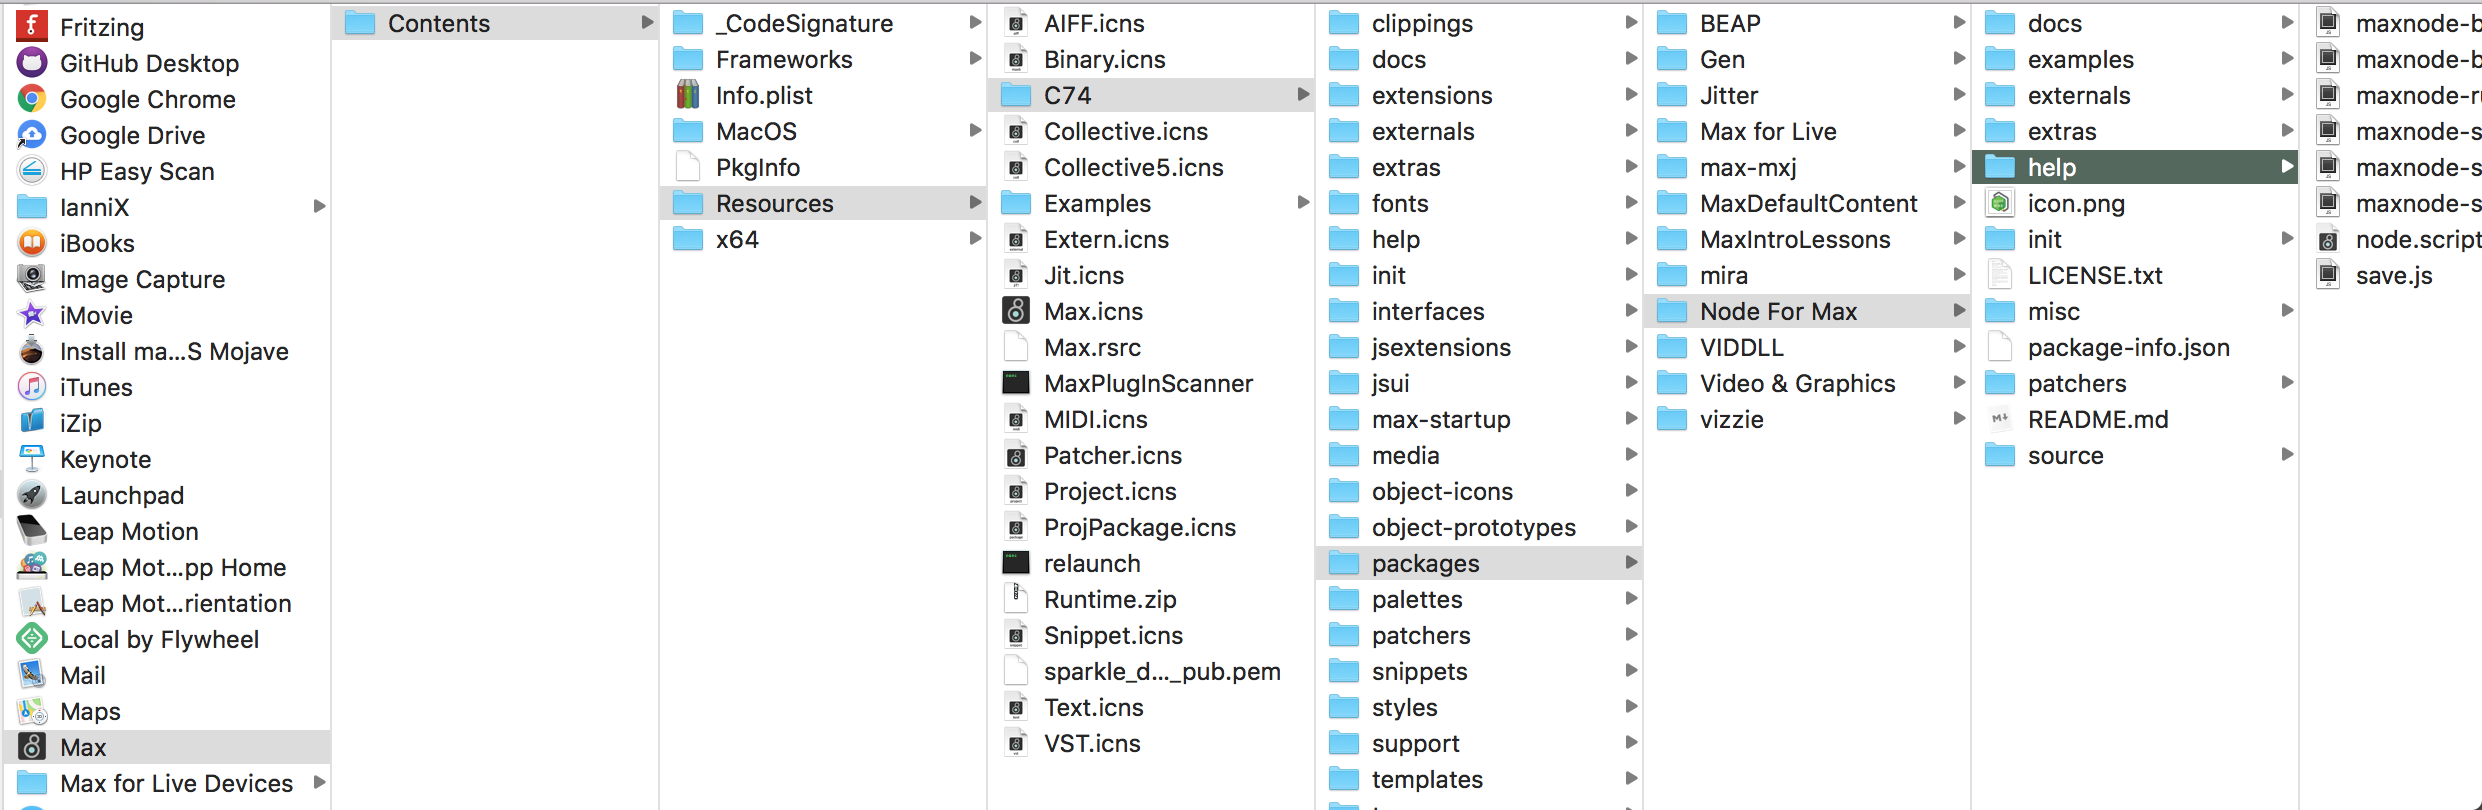 Fritzing
GitHub Desktop
Google Chrome
Google Drive
HP Easy Scan
IanniX
iBooks
Image Capture
iMovie
Install ma...S Mojave
iTunes
iZip
Keynote
Launchpad
Leap Motion
Leap Mot...pp Home
Leap Mot...rientation
Local by Flywheel
Mail
Maps
Max
Max for Live Devices
Contents
_CodeSignature
Frameworks
Info.plist
MacOS
PkgInfo
Resources
x64
AIFF.icns
Binary.icns
C74
Collective.icns
Collective5.icns
Examples
Extern.icns
Jit.icns
Max.icns
Max.rsrc
MaxPlugInScanner
MIDI.icns
Patcher.icns
Project.icns
ProjPackage.icns
relaunch
Runtime.zip
Snippet.icns
sparkle_d..._pub.pem
Text.icns
VST.icns
clippings
docs
extensions
externals
extras
fonts
help
init
interfaces
jsextensions
jsui
max-startup
media
object-icons
object-prototypes
packages
palettes
patchers
snippets
styles
support
templates
BEAP
Gen
Jitter
Max for Live
max-mxj
MaxDefaultContent
MaxIntroLessons
mira
Node For Max
VIDDLL
Video & Graphics
vizzie
docs
examples
externals
extras
help
icon.png
init
LICENSE.txt
misc
package-info.json
patchers
README.md
source
maxnode-b
maxnode-b
maxnode-r
maxnode-s
maxnode-s
maxnode-s
node.script
save.js